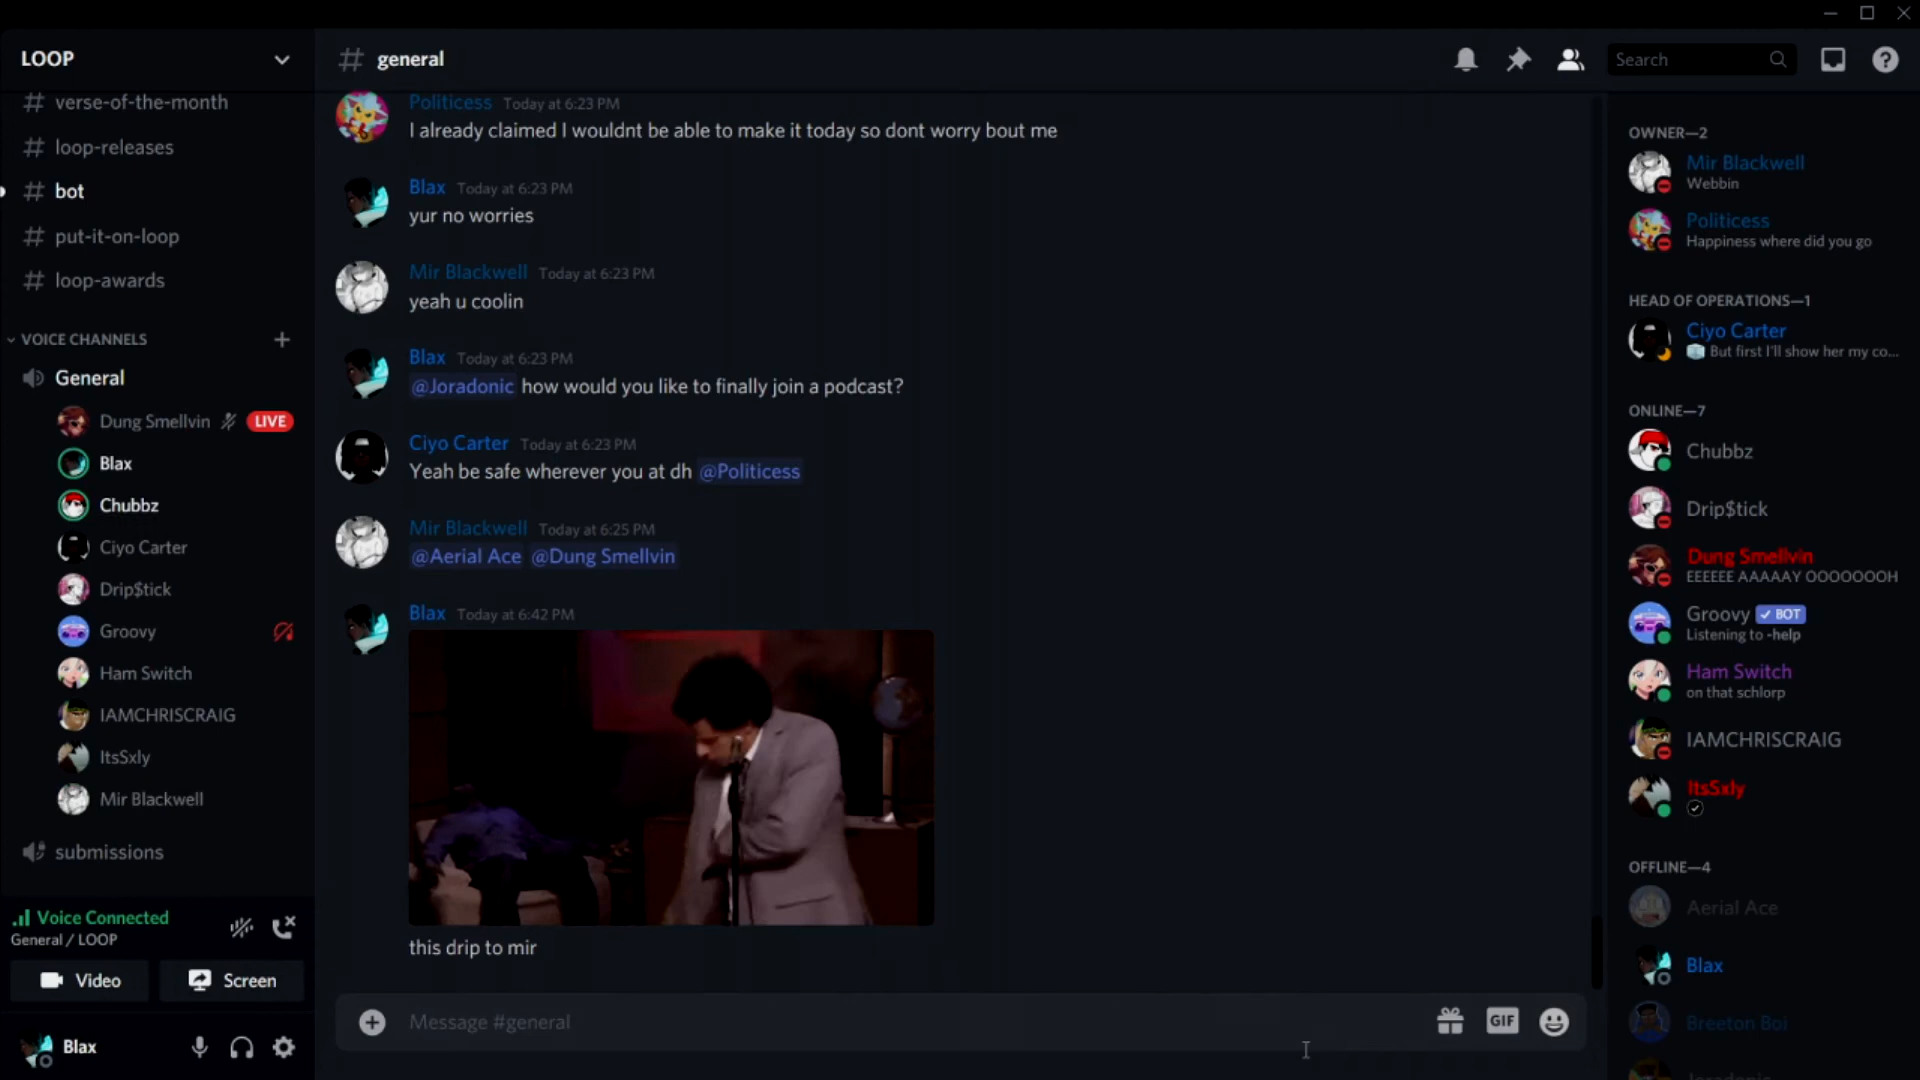 LOOP
verse-of-the-month
loop-releases
bot
put-it-on-loop
loop-awards
VOICE CHANNELS
General
Dung Smellvin LIVE
Blax
Chubbz
Ciyo Carter
Drip$tick
Groovy
Ham Switch
IAMCHRISCRAIG
ItsSxly
Mir Blackwell
submissions
Voice Connected
General / LOOP
Video Screen
Blax
# general
Politicess Today at 6:23 PM
I already claimed I wouldnt be able to make it today so dont worry bout me
Blax Today at 6:23 PM
yur no worries
Mir Blackwell Today at 6:23 PM
yeah u coolin
Blax Today at 6:23 PM
@Joradonic how would you like to finally join a podcast?
Ciyo Carter Today at 6:23 PM
Yeah be safe wherever you at dh @Politicess
Mir Blackwell Today at 6:25 PM
@Aerial Ace @Dung Smellvin
Blax Today at 6:42 PM
this drip to mir
Message #general
GIF
Search
OWNER—2
Mir Blackwell
Webbin
Politicess
Happiness where did you go
HEAD OF OPERATIONS—1
Ciyo Carter
But first I'll show her my co...
ONLINE—7
Chubbz
Drip$tick
Dung Smellvin
EEEEEE AAAAAY OOOOOOOH
Groovy BOT
Listening to -help
Ham Switch
on that schlorp
IAMCHRISCRAIG
ItsSxly
OFFLINE—4
Aerial Ace
Blax
Breeton Boi
Joradonic